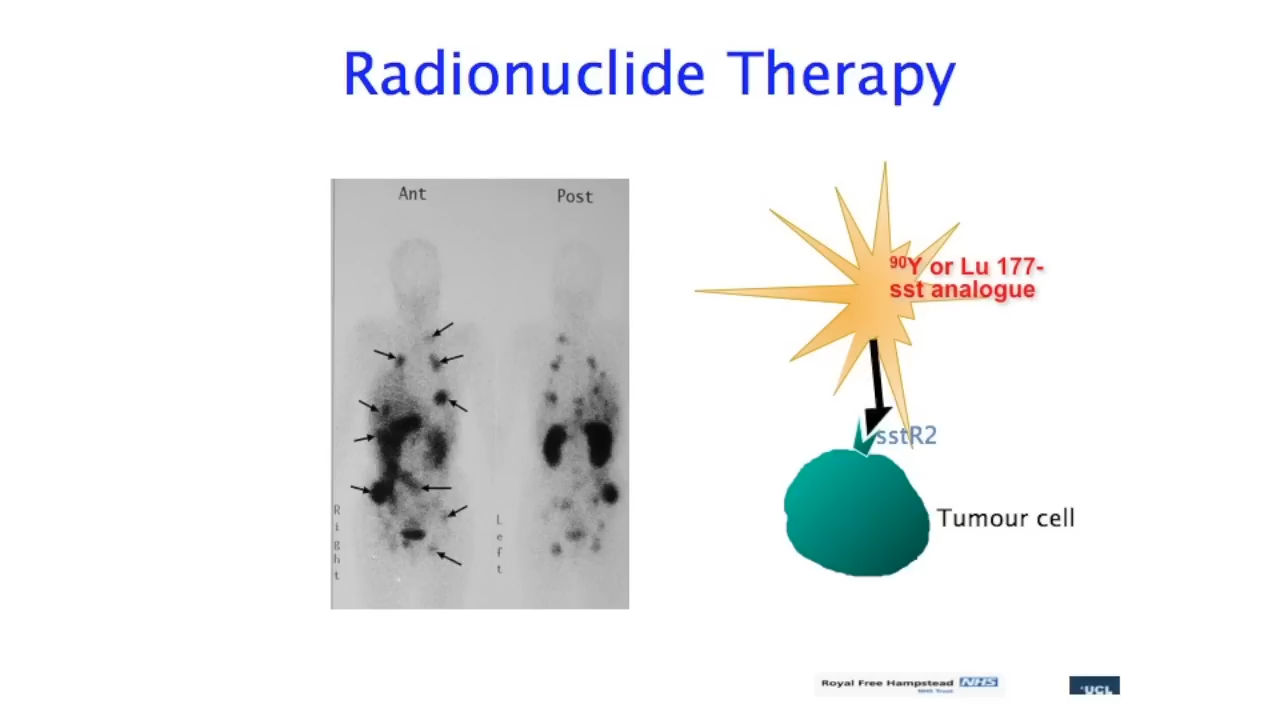 Radionuclide Therapy
Ant
Post
Right
Left
90Y or Lu 177-
sst analogue
sstR2
Tumour cell
Royal Free Hampstead NHS
NHS Trust
UCL